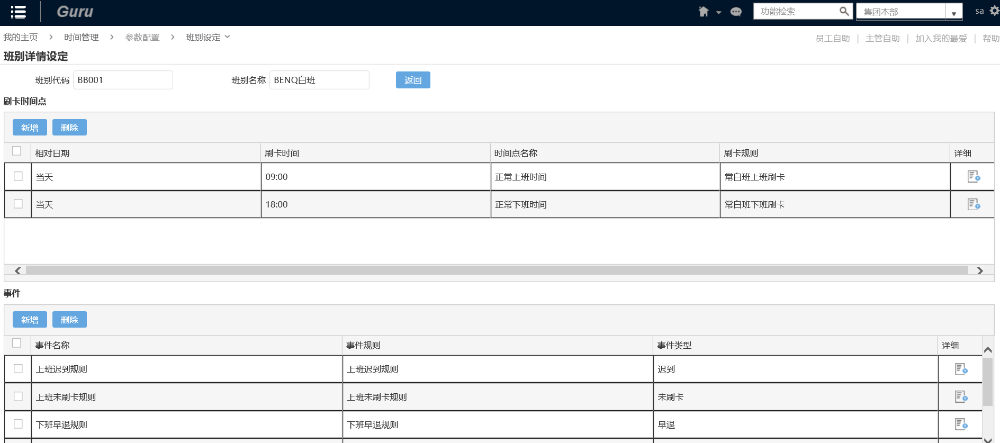 Guru 功能检索 集团本部 sa
我的主页 > 时间管理 > 参数配置 > 班别设定
员工自助 | 主管自助 | 加入我的最爱 | 帮助
班别详情设定
班别代码 BB001 班别名称 BENQ白班 返回
刷卡时间点
新增 删除
相对日期 刷卡时间 时间点名称 刷卡规则 详细
当天 09:00 正常上班时间 常白班上班刷卡
当天 18:00 正常下班时间 常白班下班刷卡
事件
新增 删除
事件名称 事件规则 事件类型 详细
上班迟到规则 上班迟到规则 迟到
上班未刷卡规则 上班未刷卡规则 未刷卡
下班早退规则 下班早退规则 早退